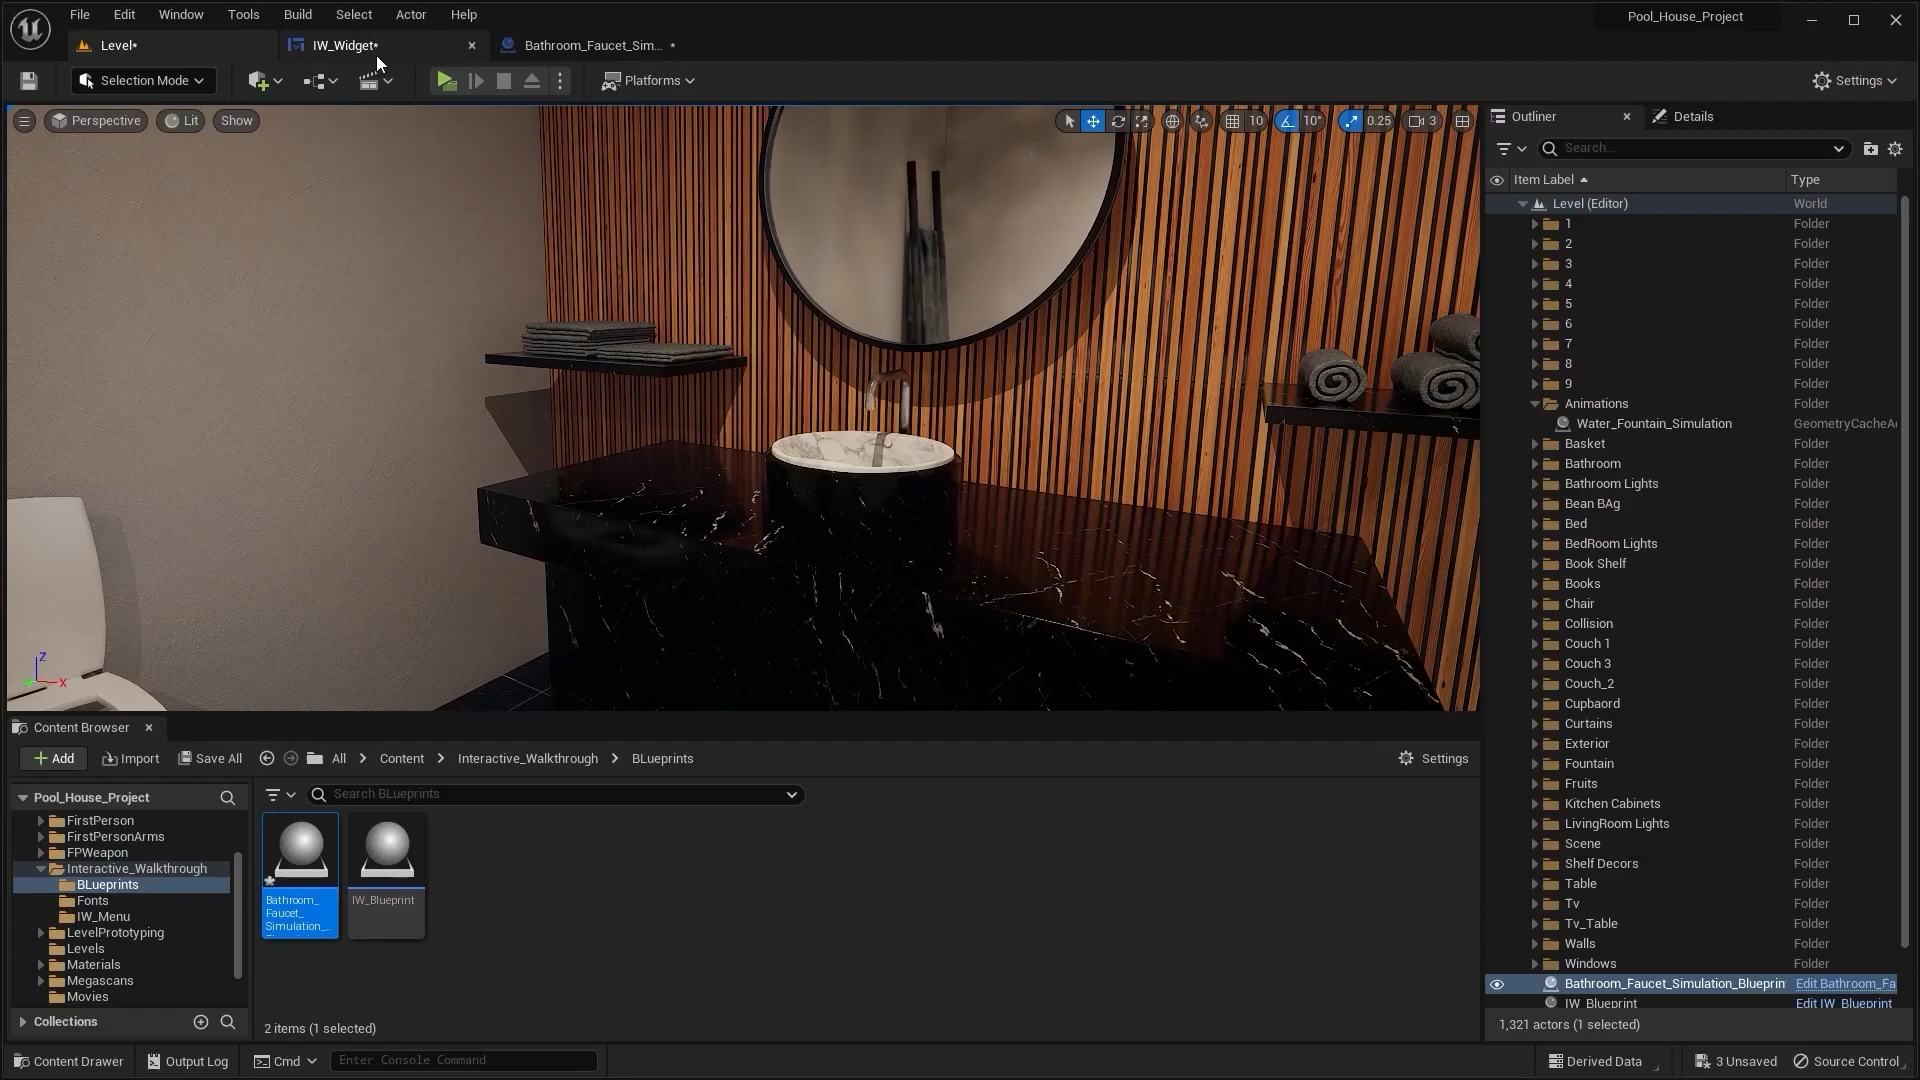 File Edit Window Tools Build Select Actor Help
Pool_House_Project
Level*
IW_Widget*
Bathroom_Faucet_Sim... *
Selection Mode
Platforms
Settings
Perspective
Lit
Show
10
10°
0.25
3
Outliner
Details
Search...
Item Label
Type
Level (Editor) World
1 Folder
2 Folder
3 Folder
4 Folder
5 Folder
6 Folder
7 Folder
8 Folder
9 Folder
Animations Folder
Water_Fountain_Simulation GeometryCacheA
Basket Folder
Bathroom Folder
Bathroom Lights Folder
Bean BAg Folder
Bed Folder
BedRoom Lights Folder
Book Shelf Folder
Books Folder
Chair Folder
Collision Folder
Couch 1 Folder
Couch 3 Folder
Couch_2 Folder
Cupbaord Folder
Curtains Folder
Exterior Folder
Fountain Folder
Fruits Folder
Kitchen Cabinets Folder
LivingRoom Lights Folder
Scene Folder
Shelf Decors Folder
Table Folder
Tv Folder
Tv_Table Folder
Walls Folder
Windows Folder
Bathroom_Faucet_Simulation_Blueprin Edit Bathroom_Fa
IW_Blueprint Edit IW_Blueprint
1,321 actors (1 selected)
Z
X
Content Browser
Add
Import
Save All
All
Content
Interactive_Walkthrough
BLueprints
Settings
Pool_House_Project
Search BLueprints
FirstPerson
FirstPersonArms
FPWeapon
Interactive_Walkthrough
BLueprints
Fonts
IW_Menu
LevelPrototyping
Levels
Materials
Megascans
Movies
Collections
Bathroom_
Faucet_
Simulation_...
IW_Blueprint
2 items (1 selected)
Content Drawer
Output Log
Cmd
Enter Console Command
Derived Data
3 Unsaved
Source Control